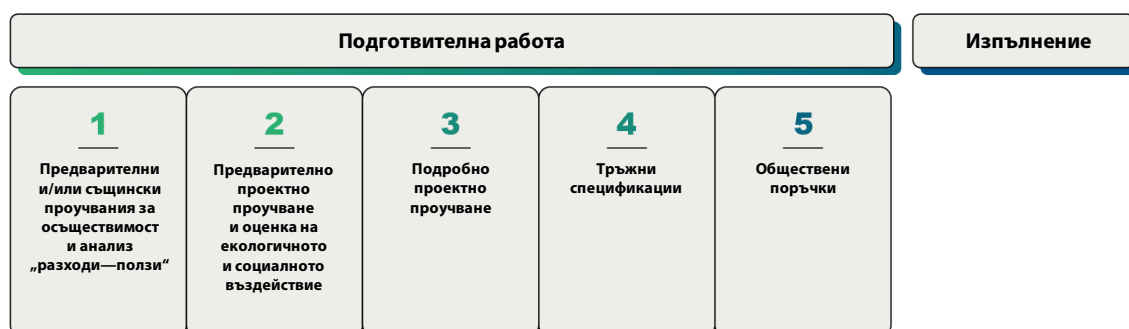 Подготвителна работа
Изпълнение
1
Предварителни
и/или същински
проучвания за
осъществимост
и анализ
„разходи—ползи“
2
Предварително
проектно
проучване
и оценка на
екологичното
и социалното
въздействие
3
Подробно
проектно
проучване
4
Тръжни
спецификации
5
Обществени
поръчки